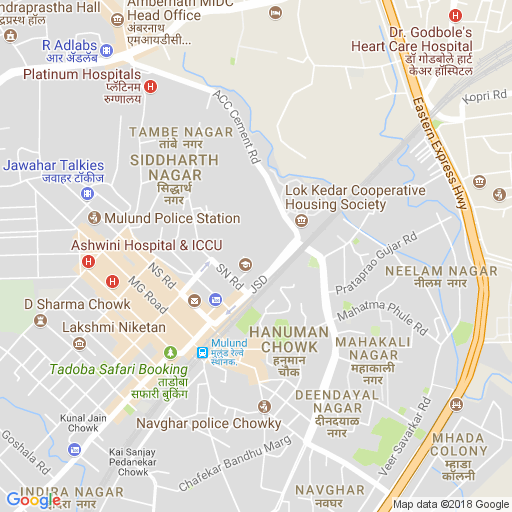 Indraprastha Hall
द्रप्रस्थ हॉल
Ambernath MIDC
Head Office
अंबरनाथ
एमआयडीसी...
Dr. Godbole's
Heart Care Hospital
डॉ गोडबोले हार्ट
केअर हॉस्पिटल
R Adlabs
आर अ‍ॅडलॅब
Platinum Hospitals
प्लॅटिनम
रुग्णालय
ACC Cement Rd
Kopri Rd
Eastern Express Hwy
TAMBE NAGAR
तांबे नगर
SIDDHARTH
NAGAR
सिद्धार्थ
नगर
Jawahar Talkies
जवाहर टॉकीज
Lok Kedar Cooperative
Housing Society
Mulund Police Station
Ashwini Hospital & ICCU
Prataprao Gujar Rd
NEELAM NAGAR
नीलम नगर
NS Rd
MG Road
SN Rd
JSD
D Sharma Chowk
Lakshmi Niketan
Mahatma Phule Rd
HANUMAN
CHOWK
हनुमान
चौक
MAHAKALI
NAGAR
महाकाली
नगर
Mulund
मुलुंड रेल्वे
स्थानक.
Tadoba Safari Booking
ताडोबा
सफारी बुकिंग
DEENDAYAL
NAGAR
दीनदयाळ
नगर
Kunal Jain
Chowk
Navghar police Chowky
Veer Savarkar Rd
MHADA
COLONY
म्हाडा
कॉलनी
Goshala Rd
Kai Sanjay
Pedanekar
Chowk
Chafekar Bandhu Marg
INDIRA NAGAR
इंदिरा नगर
NAVGHAR
नवघर
Google
Map data ©2018 Google